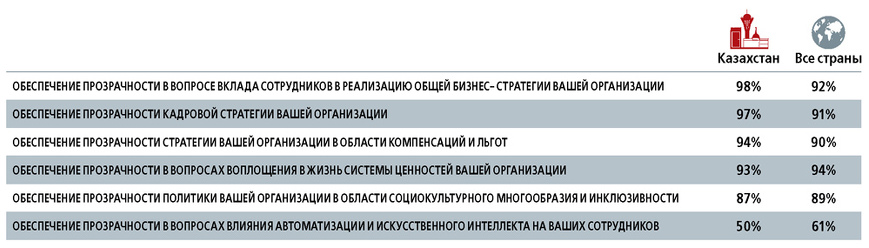 Казахстан Все страны
ОБЕСПЕЧЕНИЕ ПРОЗРАЧНОСТИ В ВОПРОСЕ ВКЛАДА СОТРУДНИКОВ В РЕАЛИЗАЦИЮ ОБЩЕЙ БИЗНЕС- СТРАТЕГИИ ВАШЕЙ ОРГАНИЗАЦИИ 98% 92%
ОБЕСПЕЧЕНИЕ ПРОЗРАЧНОСТИ КАДРОВОЙ СТРАТЕГИИ ВАШЕЙ ОРГАНИЗАЦИИ 97% 91%
ОБЕСПЕЧЕНИЕ ПРОЗРАЧНОСТИ СТРАТЕГИИ ВАШЕЙ ОРГАНИЗАЦИИ В ОБЛАСТИ КОМПЕНСАЦИЙ И ЛЬГОТ 94% 90%
ОБЕСПЕЧЕНИЕ ПРОЗРАЧНОСТИ В ВОПРОСАХ ВОПЛОЩЕНИЯ В ЖИЗНЬ СИСТЕМЫ ЦЕННОСТЕЙ ВАШЕЙ ОРГАНИЗАЦИИ 93% 94%
ОБЕСПЕЧЕНИЕ ПРОЗРАЧНОСТИ ПОЛИТИКИ ВАШЕЙ ОРГАНИЗАЦИИ В ОБЛАСТИ СОЦИОКУЛЬТУРНОГО МНОГООБРАЗИЯ И ИНКЛЮЗИВНОСТИ 87% 89%
ОБЕСПЕЧЕНИЕ ПРОЗРАЧНОСТИ В ВОПРОСАХ ВЛИЯНИЯ АВТОМАТИЗАЦИИ И ИСКУССТВЕННОГО ИНТЕЛЛЕКТА НА ВАШИХ СОТРУДНИКОВ 50% 61%